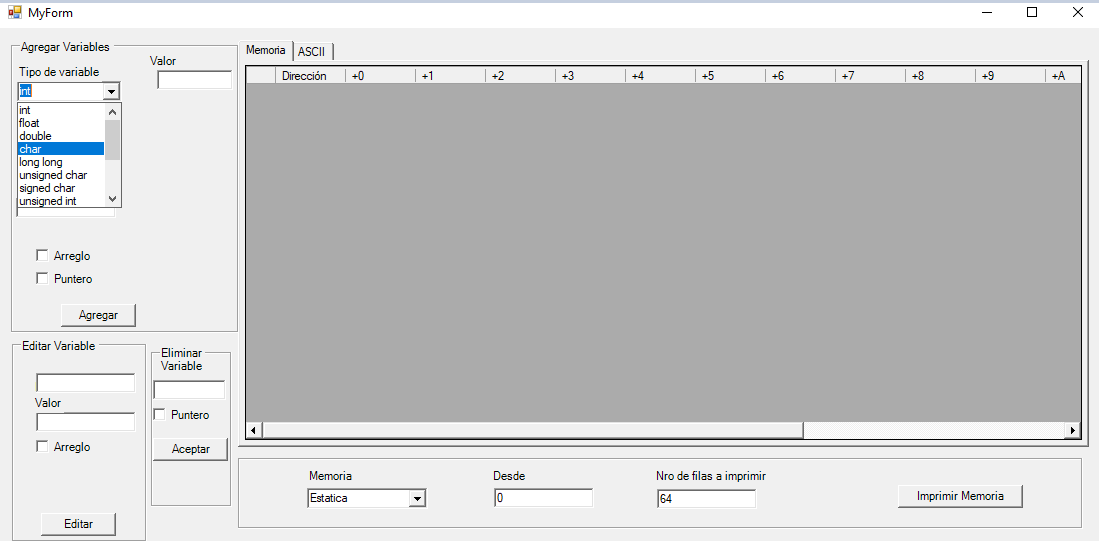 MyForm
Agregar Variables
Tipo de variable
Valor
int
int
float
double
char
long long
unsigned char
signed char
unsigned int
Arreglo
Puntero
Agregar
Editar Variable
Valor
Arreglo
Editar
Eliminar
Variable
Puntero
Aceptar
Memoria ASCII
Dirección +0 +1 +2 +3 +4 +5 +6 +7 +8 +9 +A
Memoria
Estatica
Desde
0
Nro de filas a imprimir
64
Imprimir Memoria